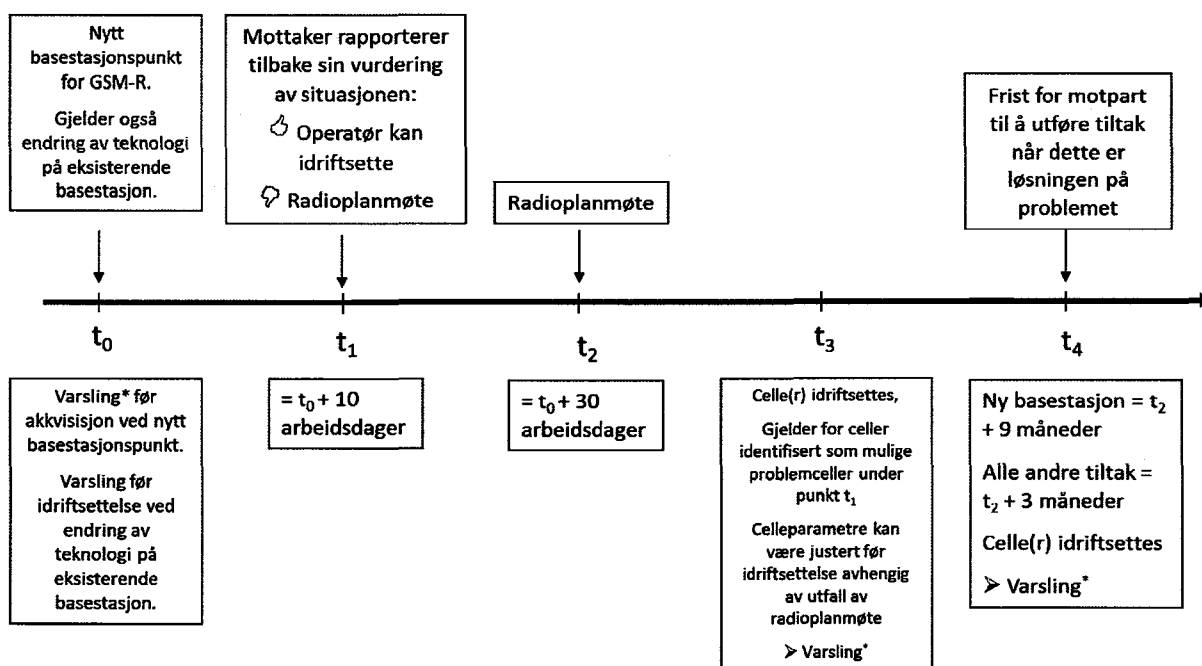 Nytt
basestasjonspunkt
for GSM-R.
Gjelder også
endring av teknologi
på eksisterende
basestasjon.
Mottaker rapporterer
tilbake sin vurdering
av situasjonen:
Operatør kan
idriftsette
Radioplanmøte
Radioplanmøte
Frist for motpart
til å utføre tiltak
når dette er
løsningen på
problemet
t₀
t₁
t₂
t₃
t₄
Varsling* før
akkvisisjon ved nytt
basestasjonspunkt.
Varsling før
idriftsettelse ved
endring av
teknologi på
eksisterende
basestasjon.
= t₀ + 10
arbeidsdager
= t₀ + 30
arbeidsdager
Celle(r) idriftsettes,
Gjelder for celler
identifisert som mulige
problemceller under
punkt t₁
Celleparametre kan
være justert før
idriftsettelse avhengig
av utfall av
radioplanmøte
➢ Varsling*
Ny basestasjon = t₂
+ 9 måneder
Alle andre tiltak =
t₂ + 3 måneder
Celle(r) idriftsettes
➢ Varsling*